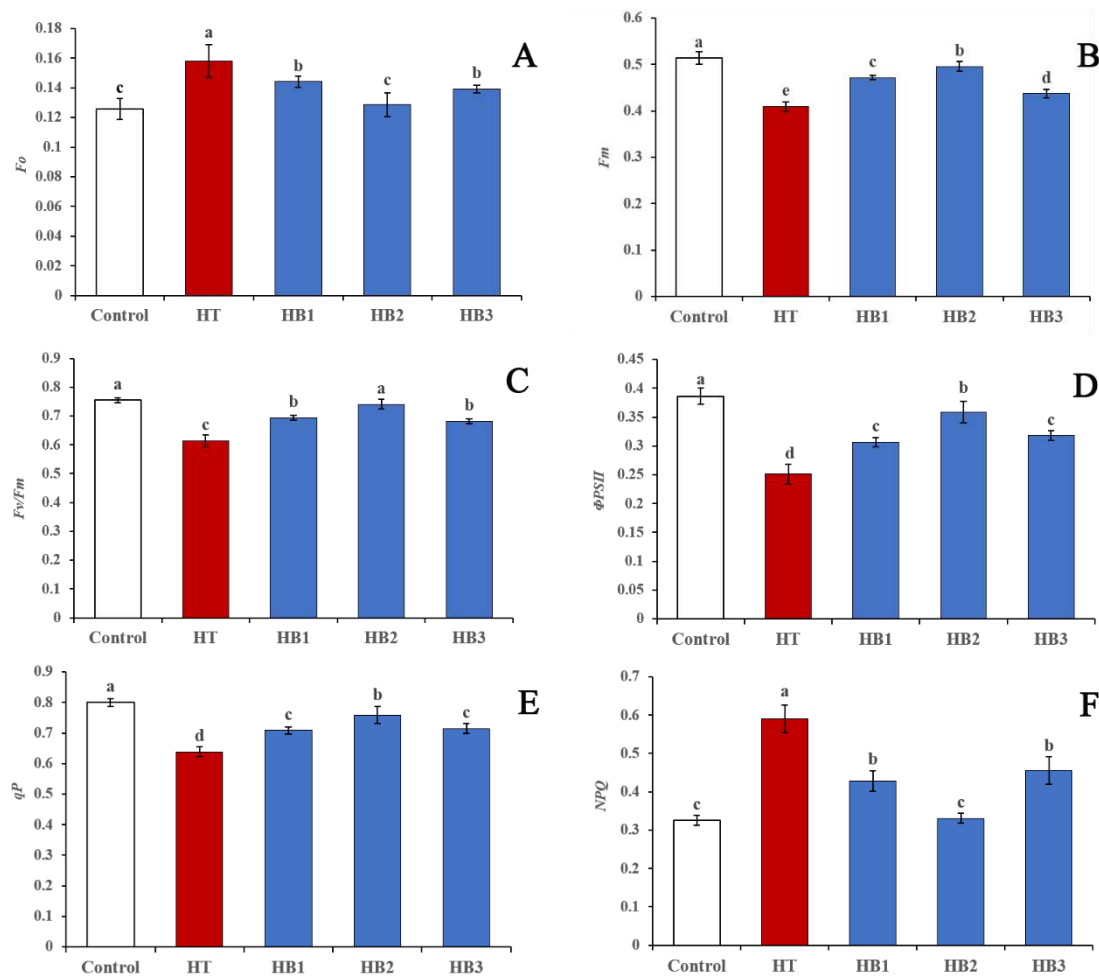 A
0.18
0.16
0.14
0.12
0.1
0.08
0.06
0.04
0.02
0
Fo
c
a
b
c
b
Control HT HB1 HB2 HB3
B
0.6
0.5
0.4
0.3
0.2
0.1
0
Fm
a
e
c
b
d
Control HT HB1 HB2 HB3
C
0.9
0.8
0.7
0.6
0.5
0.4
0.3
0.2
0.1
0
Fv/Fm
a
c
b
a
b
Control HT HB1 HB2 HB3
D
0.45
0.4
0.35
0.3
0.25
0.2
0.15
0.1
0.05
0
ΦPSII
a
d
c
b
c
Control HT HB1 HB2 HB3
E
0.9
0.8
0.7
0.6
0.5
0.4
0.3
0.2
0.1
0
qP
a
d
c
b
c
Control HT HB1 HB2 HB3
F
0.7
0.6
0.5
0.4
0.3
0.2
0.1
0
NPQ
c
a
b
c
b
Control HT HB1 HB2 HB3